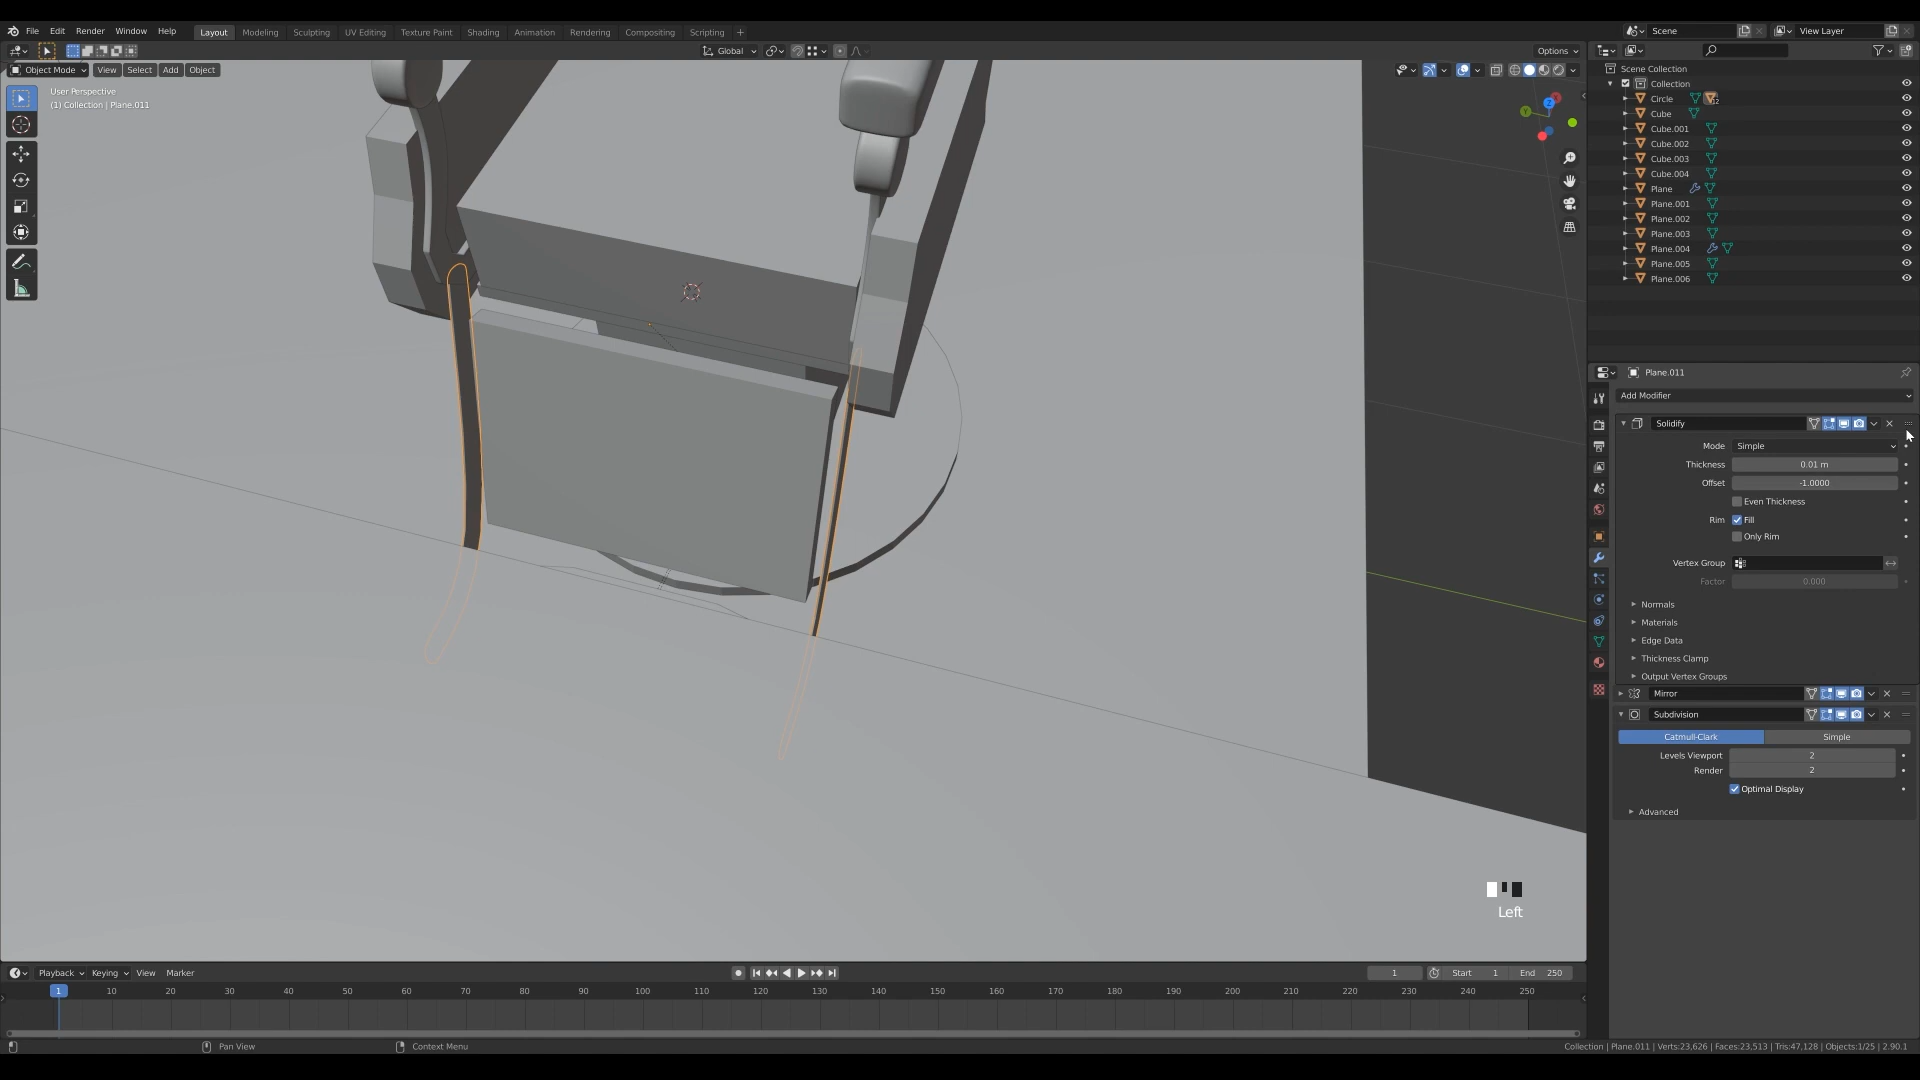 File Edit Render Window Help Layout Modeling Sculpting UV Editing Texture Paint Shading Animation Rendering Compositing Scripting + Scene View Layer
Global Options
Object Mode View Select Add Object
User Perspective
(1) Collection | Plane.011
Scene Collection
Collection
Circle 12
Cube
Cube.001
Cube.002
Cube.003
Cube.004
Plane
Plane.001
Plane.002
Plane.003
Plane.004
Plane.005
Plane.006
Plane.011
Add Modifier
Solidify
Mode Simple
Thickness 0.01 m
Offset -1.0000
Even Thickness
Rim Fill
Only Rim
Vertex Group
Factor 0.000
Normals
Materials
Edge Data
Thickness Clamp
Output Vertex Groups
Mirror
Subdivision
Catmull-Clark Simple
Levels Viewport 2
Render 2
Optimal Display
Advanced
Z
Y
X
Left
Playback Keying View Marker 1 Start 1 End 250
1 10 20 30 40 50 60 70 80 90 100 110 120 130 140 150 160 170 180 190 200 210 220 230 240 250
Pan View Context Menu Collection | Plane.011 | Verts:23,626 | Faces:23,513 | Tris:47,128 | Objects:1/25 | 2.90.1